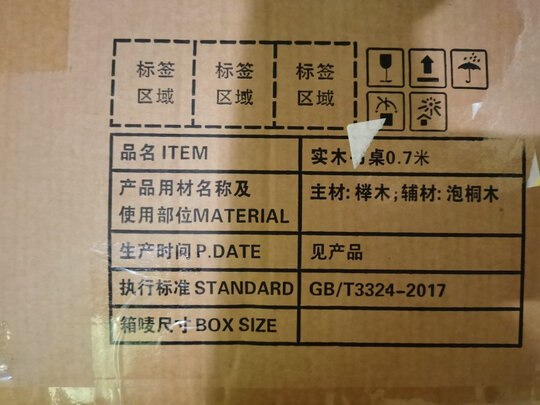 标签 标签 标签
区域 区域 区域
品名 ITEM 实木 桌0.7米
产品用材名称及
使用部位MATERIAL
主材: 榉木; 辅材: 泡桐木
生产时间 P.DATE 见产品
执行标准 STANDARD GB/T3324-2017
箱唛尺寸 BOX SIZE